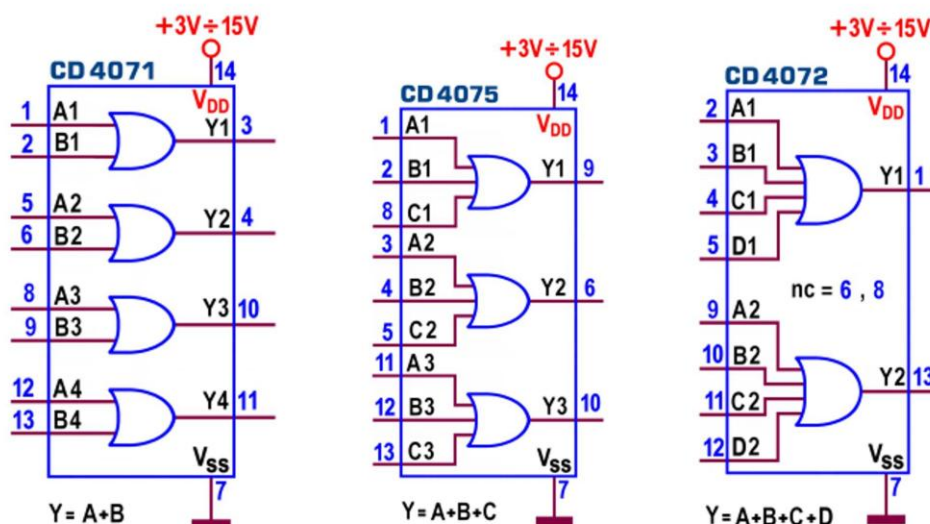 +3V÷15V
CD4071
14
VDD
1 A1
2 B1
Y1 3
5 A2
6 B2
Y2 4
8 A3
9 B3
Y3 10
12 A4
13 B4
Y4 11
VSS
7
Y = A+B
+3V÷15V
CD4075
14
VDD
1 A1
2 B1
8 C1
Y1 9
3 A2
4 B2
5 C2
Y2 6
11 A3
12 B3
13 C3
Y3 10
VSS
7
Y = A+B+C
+3V÷15V
CD4072
14
VDD
2 A1
3 B1
4 C1
5 D1
Y1 1
nc = 6 , 8
9 A2
10 B2
11 C2
12 D2
Y2 13
VSS
7
Y = A+B+C+D